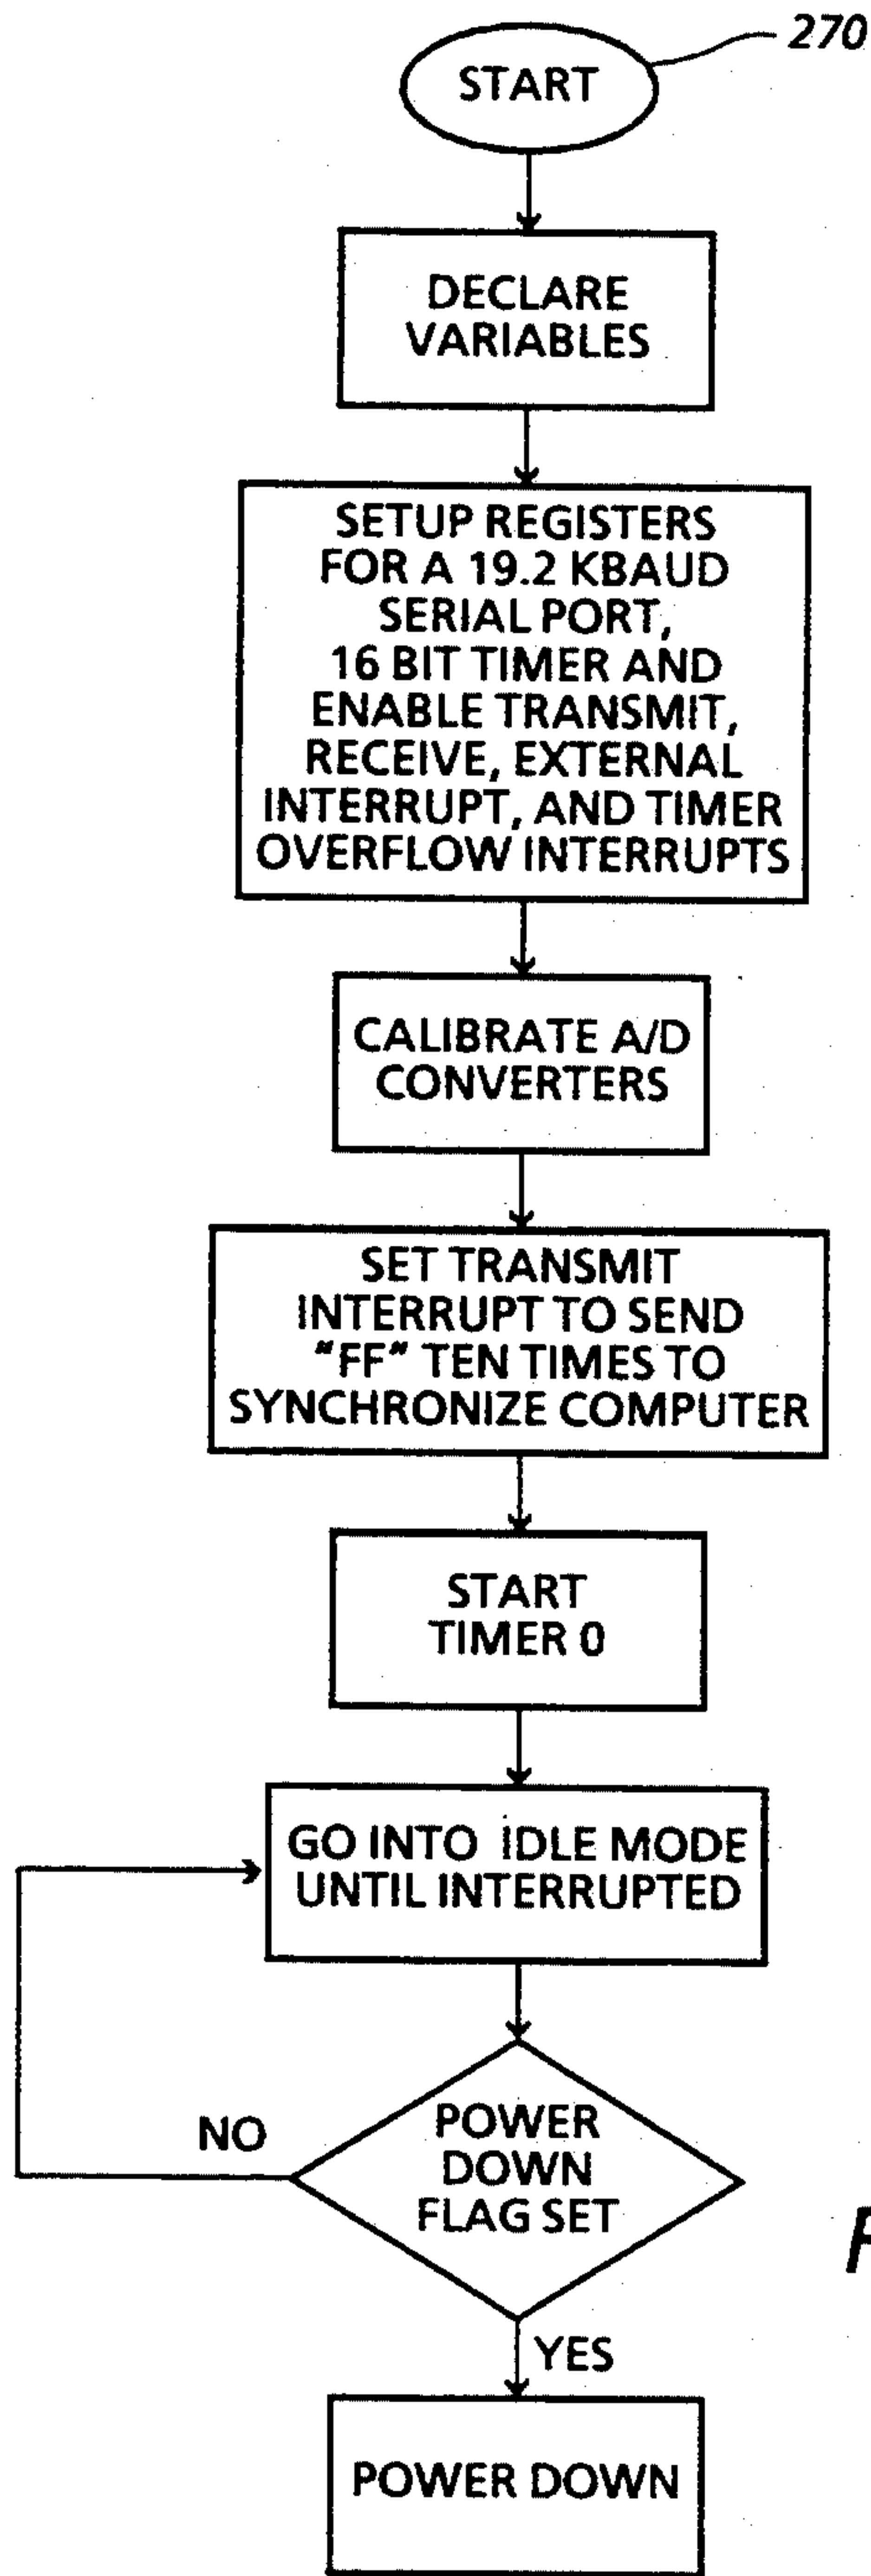 270
START
DECLARE
VARIABLES
SETUP REGISTERS
FOR A 19.2 KBAUD
SERIAL PORT,
16 BIT TIMER AND
ENABLE TRANSMIT,
RECEIVE, EXTERNAL
INTERRUPT, AND TIMER
OVERFLOW INTERRUPTS
CALIBRATE A/D
CONVERTERS
SET TRANSMIT
INTERRUPT TO SEND
"FF" TEN TIMES TO
SYNCHRONIZE COMPUTER
START
TIMER 0
GO INTO IDLE MODE
UNTIL INTERRUPTED
NO
POWER
DOWN
FLAG SET
YES
POWER DOWN